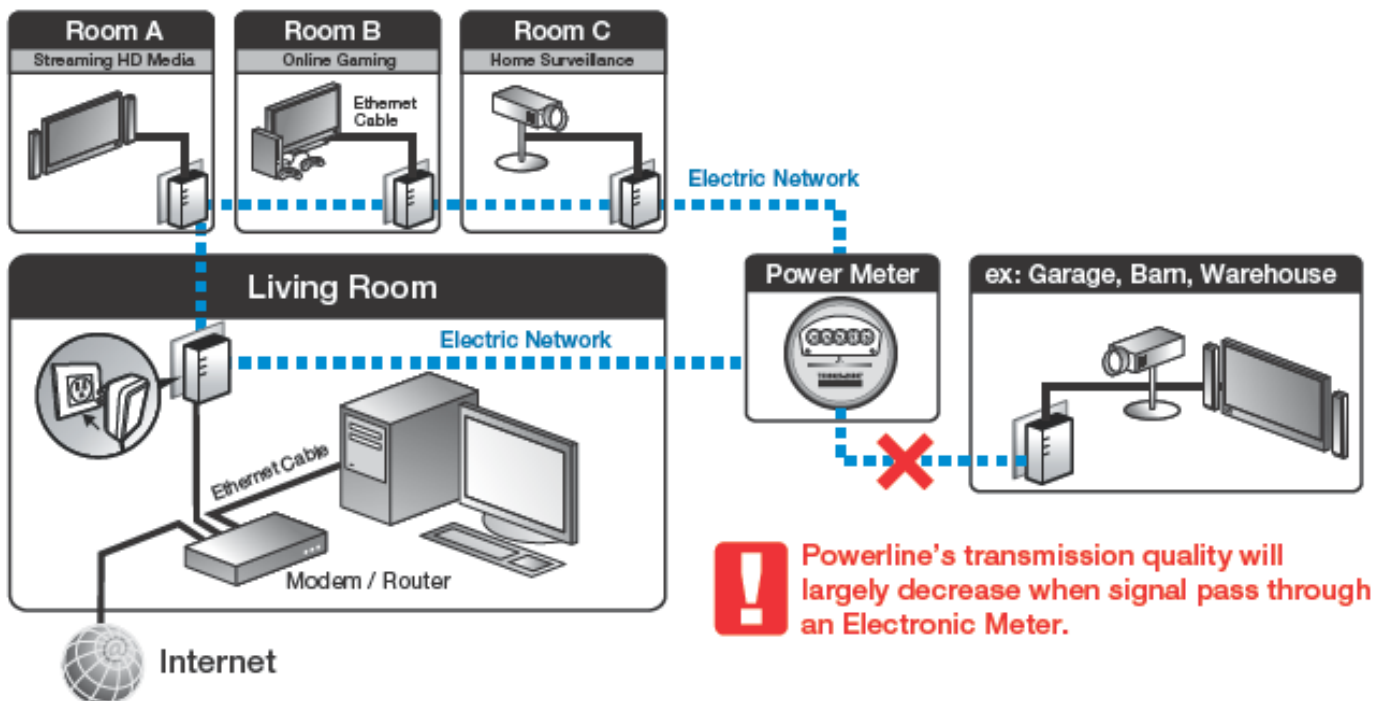 Room A
Streaming HD Media
Room B
Online Gaming
Ethernet
Cable
Room C
Home Surveillance
Electric Network
Living Room
Electric Network
Ethernet Cable
Modem / Router
Internet
Power Meter
ex: Garage, Barn, Warehouse
Powerline's transmission quality will
largely decrease when signal pass through
an Electronic Meter.